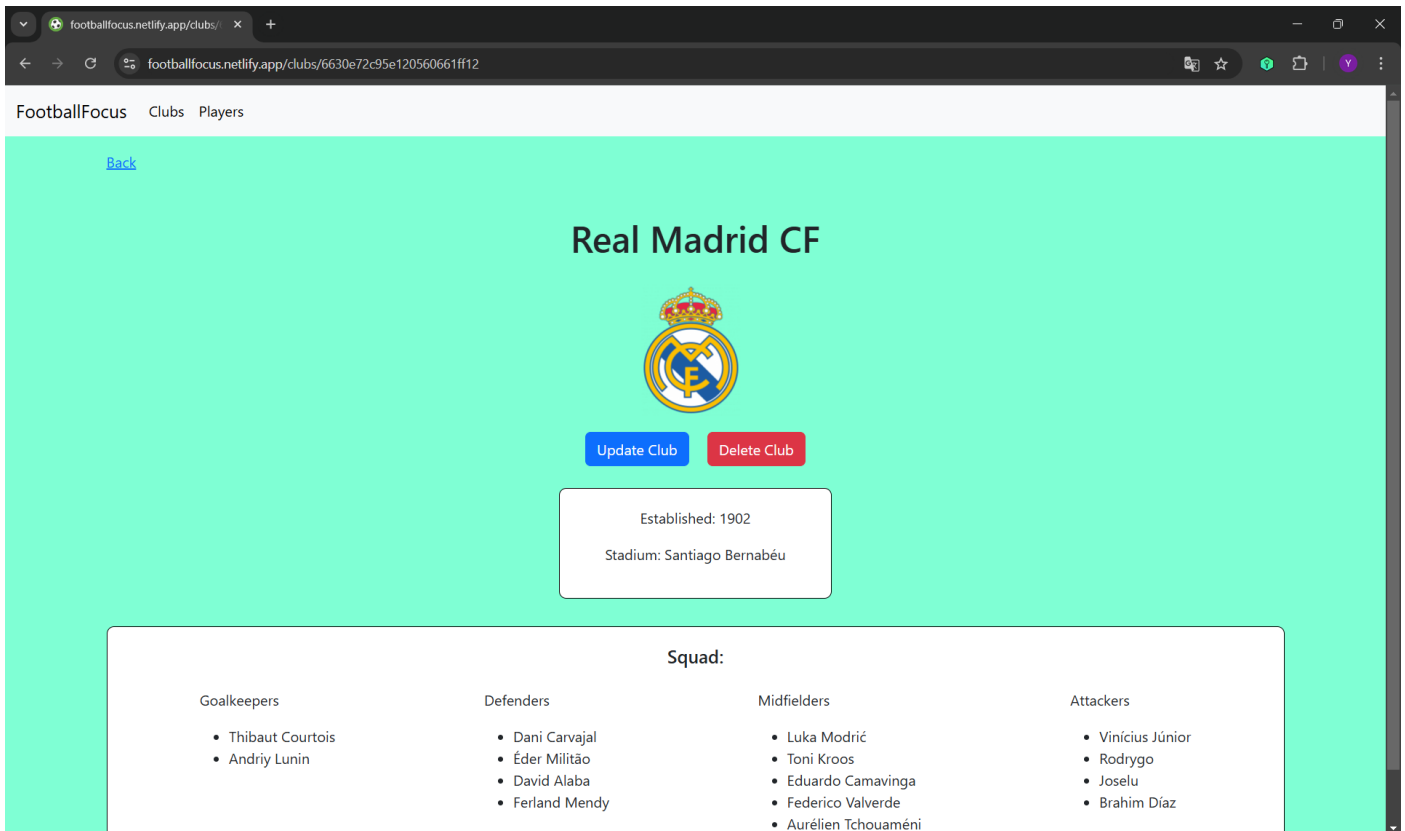 footballfocus.netlify.app/clubs/
footballfocus.netlify.app/clubs/6630e72c95e120560661ff12
Y
FootballFocus Clubs Players
Back
Real Madrid CF
Update Club Delete Club
Established: 1902
Stadium: Santiago Bernabéu
Squad:
Goalkeepers
Thibaut Courtois
Andriy Lunin
Defenders
Dani Carvajal
Éder Militão
David Alaba
Ferland Mendy
Midfielders
Luka Modrić
Toni Kroos
Eduardo Camavinga
Federico Valverde
Aurélien Tchouaméni
Attackers
Vinícius Júnior
Rodrygo
Joselu
Brahim Díaz